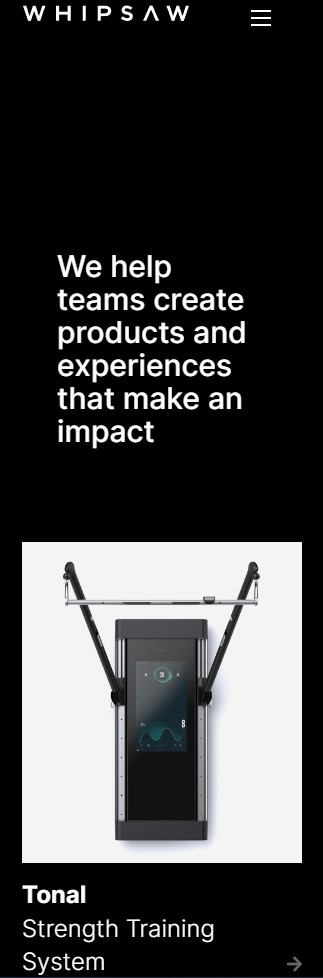 WHIPSAW
We help
teams create
products and
experiences
that make an
impact
Tonal
Strength Training
System